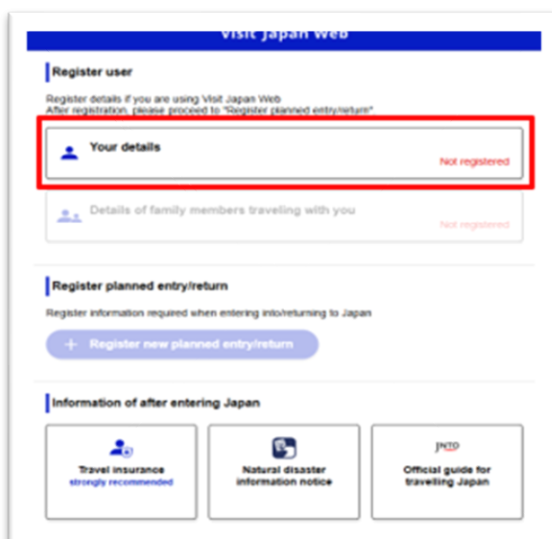 Visit Japan Web
Register user
Register details if you are using Visit Japan Web
After registration, please proceed to "Register planned entry/return".
Your details
Not registered
Details of family members traveling with you
Not registered
Register planned entry/return
Register information required when entering into/returning to Japan
+ Register new planned entry/return
Information of after entering Japan
Travel insurance
strongly recommended
Natural disaster
information notice
JNTO
Official guide for
travelling Japan